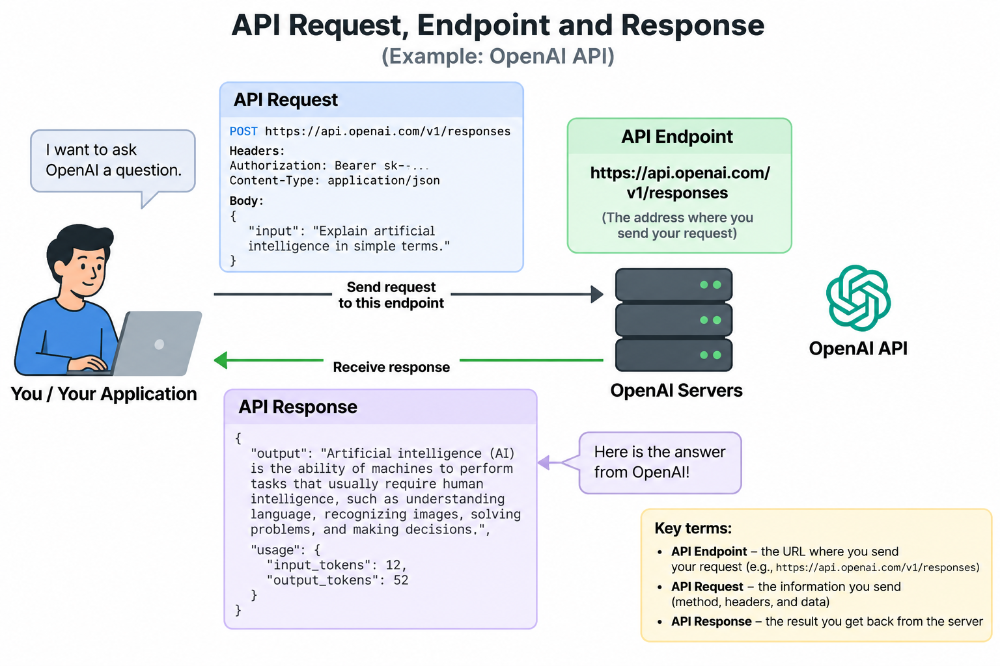 API Request, Endpoint and Response
(Example: OpenAI API)
I want to ask
OpenAI a question.
You / Your Application
API Request
POST https://api.openai.com/v1/responses
Headers:
Authorization: Bearer sk--...
Content-Type: application/json
Body:
{
"input": "Explain artificial
intelligence in simple terms."
}
API Endpoint
https://api.openai.com/
v1/responses
(The address where you
send your request)
Send request
to this endpoint
Receive response
OpenAI Servers
OpenAI API
API Response
{
"output": "Artificial intelligence (AI)
is the ability of machines to perform
tasks that usually require human
intelligence, such as understanding
language, recognizing images, solving
problems, and making decisions.",
"usage": {
"input_tokens": 12,
"output_tokens": 52
}
}
Here is the answer
from OpenAI!
Key terms:
• API Endpoint – the URL where you send
your request (e.g., https://api.openai.com/v1/responses)
• API Request – the information you send
(method, headers, and data)
• API Response – the result you get back from the server